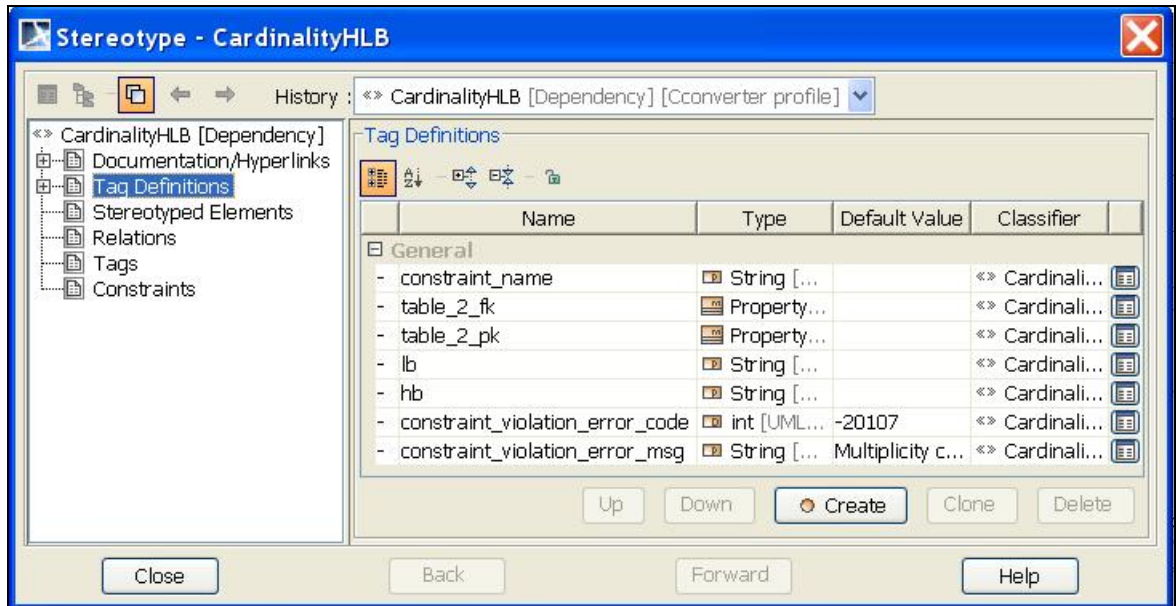 Stereotype - CardinalityHLB
History : «» CardinalityHLB [Dependency] [Cconverter profile]
«» CardinalityHLB [Dependency]
Documentation/Hyperlinks
Tag Definitions
Stereotyped Elements
Relations
Tags
Constraints
Tag Definitions
Name Type Default Value Classifier
General
- constraint_name String [... «» Cardinali...
- table_2_fk Property... «» Cardinali...
- table_2_pk Property... «» Cardinali...
- lb String [... «» Cardinali...
- hb String [... «» Cardinali...
- constraint_violation_error_code int [UML... -20107 «» Cardinali...
- constraint_violation_error_msg String [... Multiplicity c... «» Cardinali...
Up Down Create Clone Delete
Close Back Forward Help